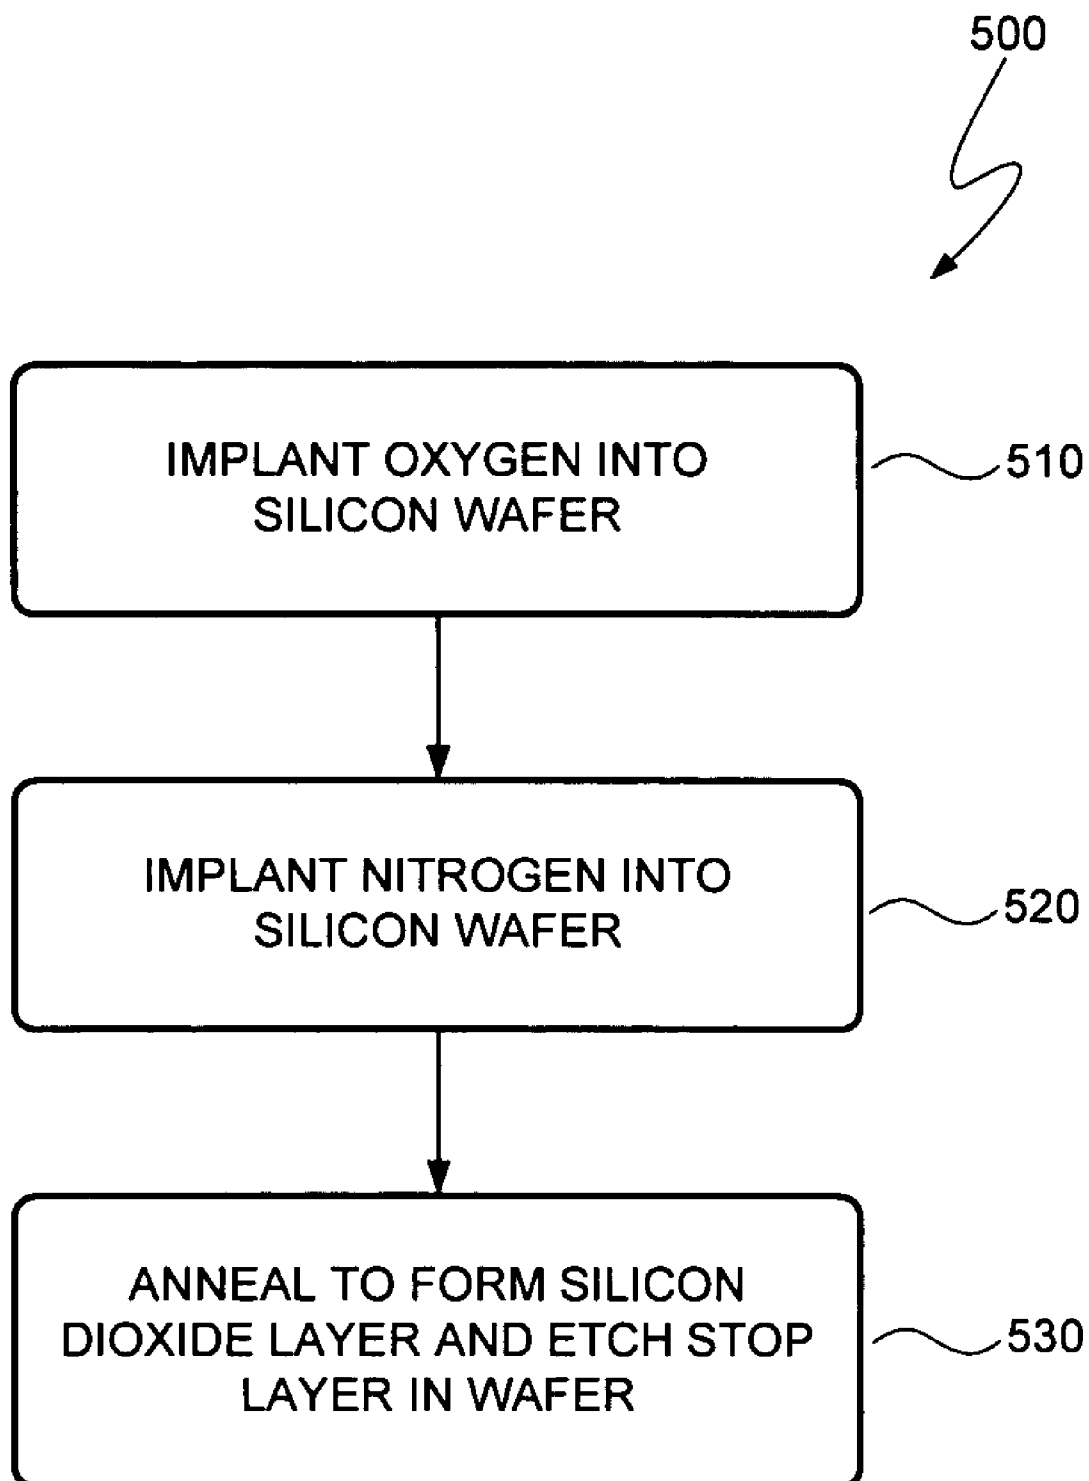 500
IMPLANT OXYGEN INTO
SILICON WAFER
510
IMPLANT NITROGEN INTO
SILICON WAFER
520
ANNEAL TO FORM SILICON
DIOXIDE LAYER AND ETCH STOP
LAYER IN WAFER
530